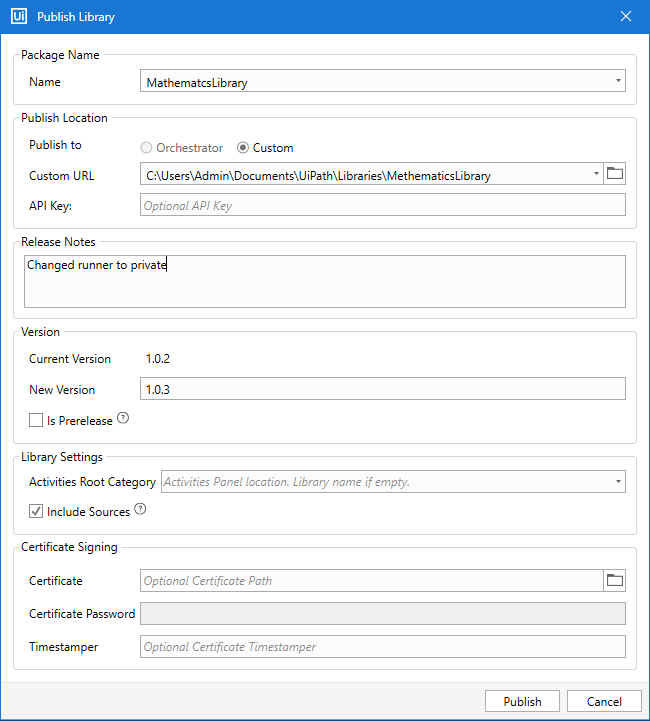 Ui Publish Library
Package Name
Name MathematcsLibrary
Publish Location
Publish to Orchestrator Custom
Custom URL C:\Users\Admin\Documents\UiPath\Libraries\MethematicsLibrary
API Key: Optional API Key
Release Notes
Changed runner to private
Version
Current Version 1.0.2
New Version 1.0.3
Is Prerelease ?
Library Settings
Activities Root Category Activities Panel location. Library name if empty.
Include Sources ?
Certificate Signing
Certificate Optional Certificate Path
Certificate Password
Timestamper Optional Certificate Timestamper
Publish Cancel